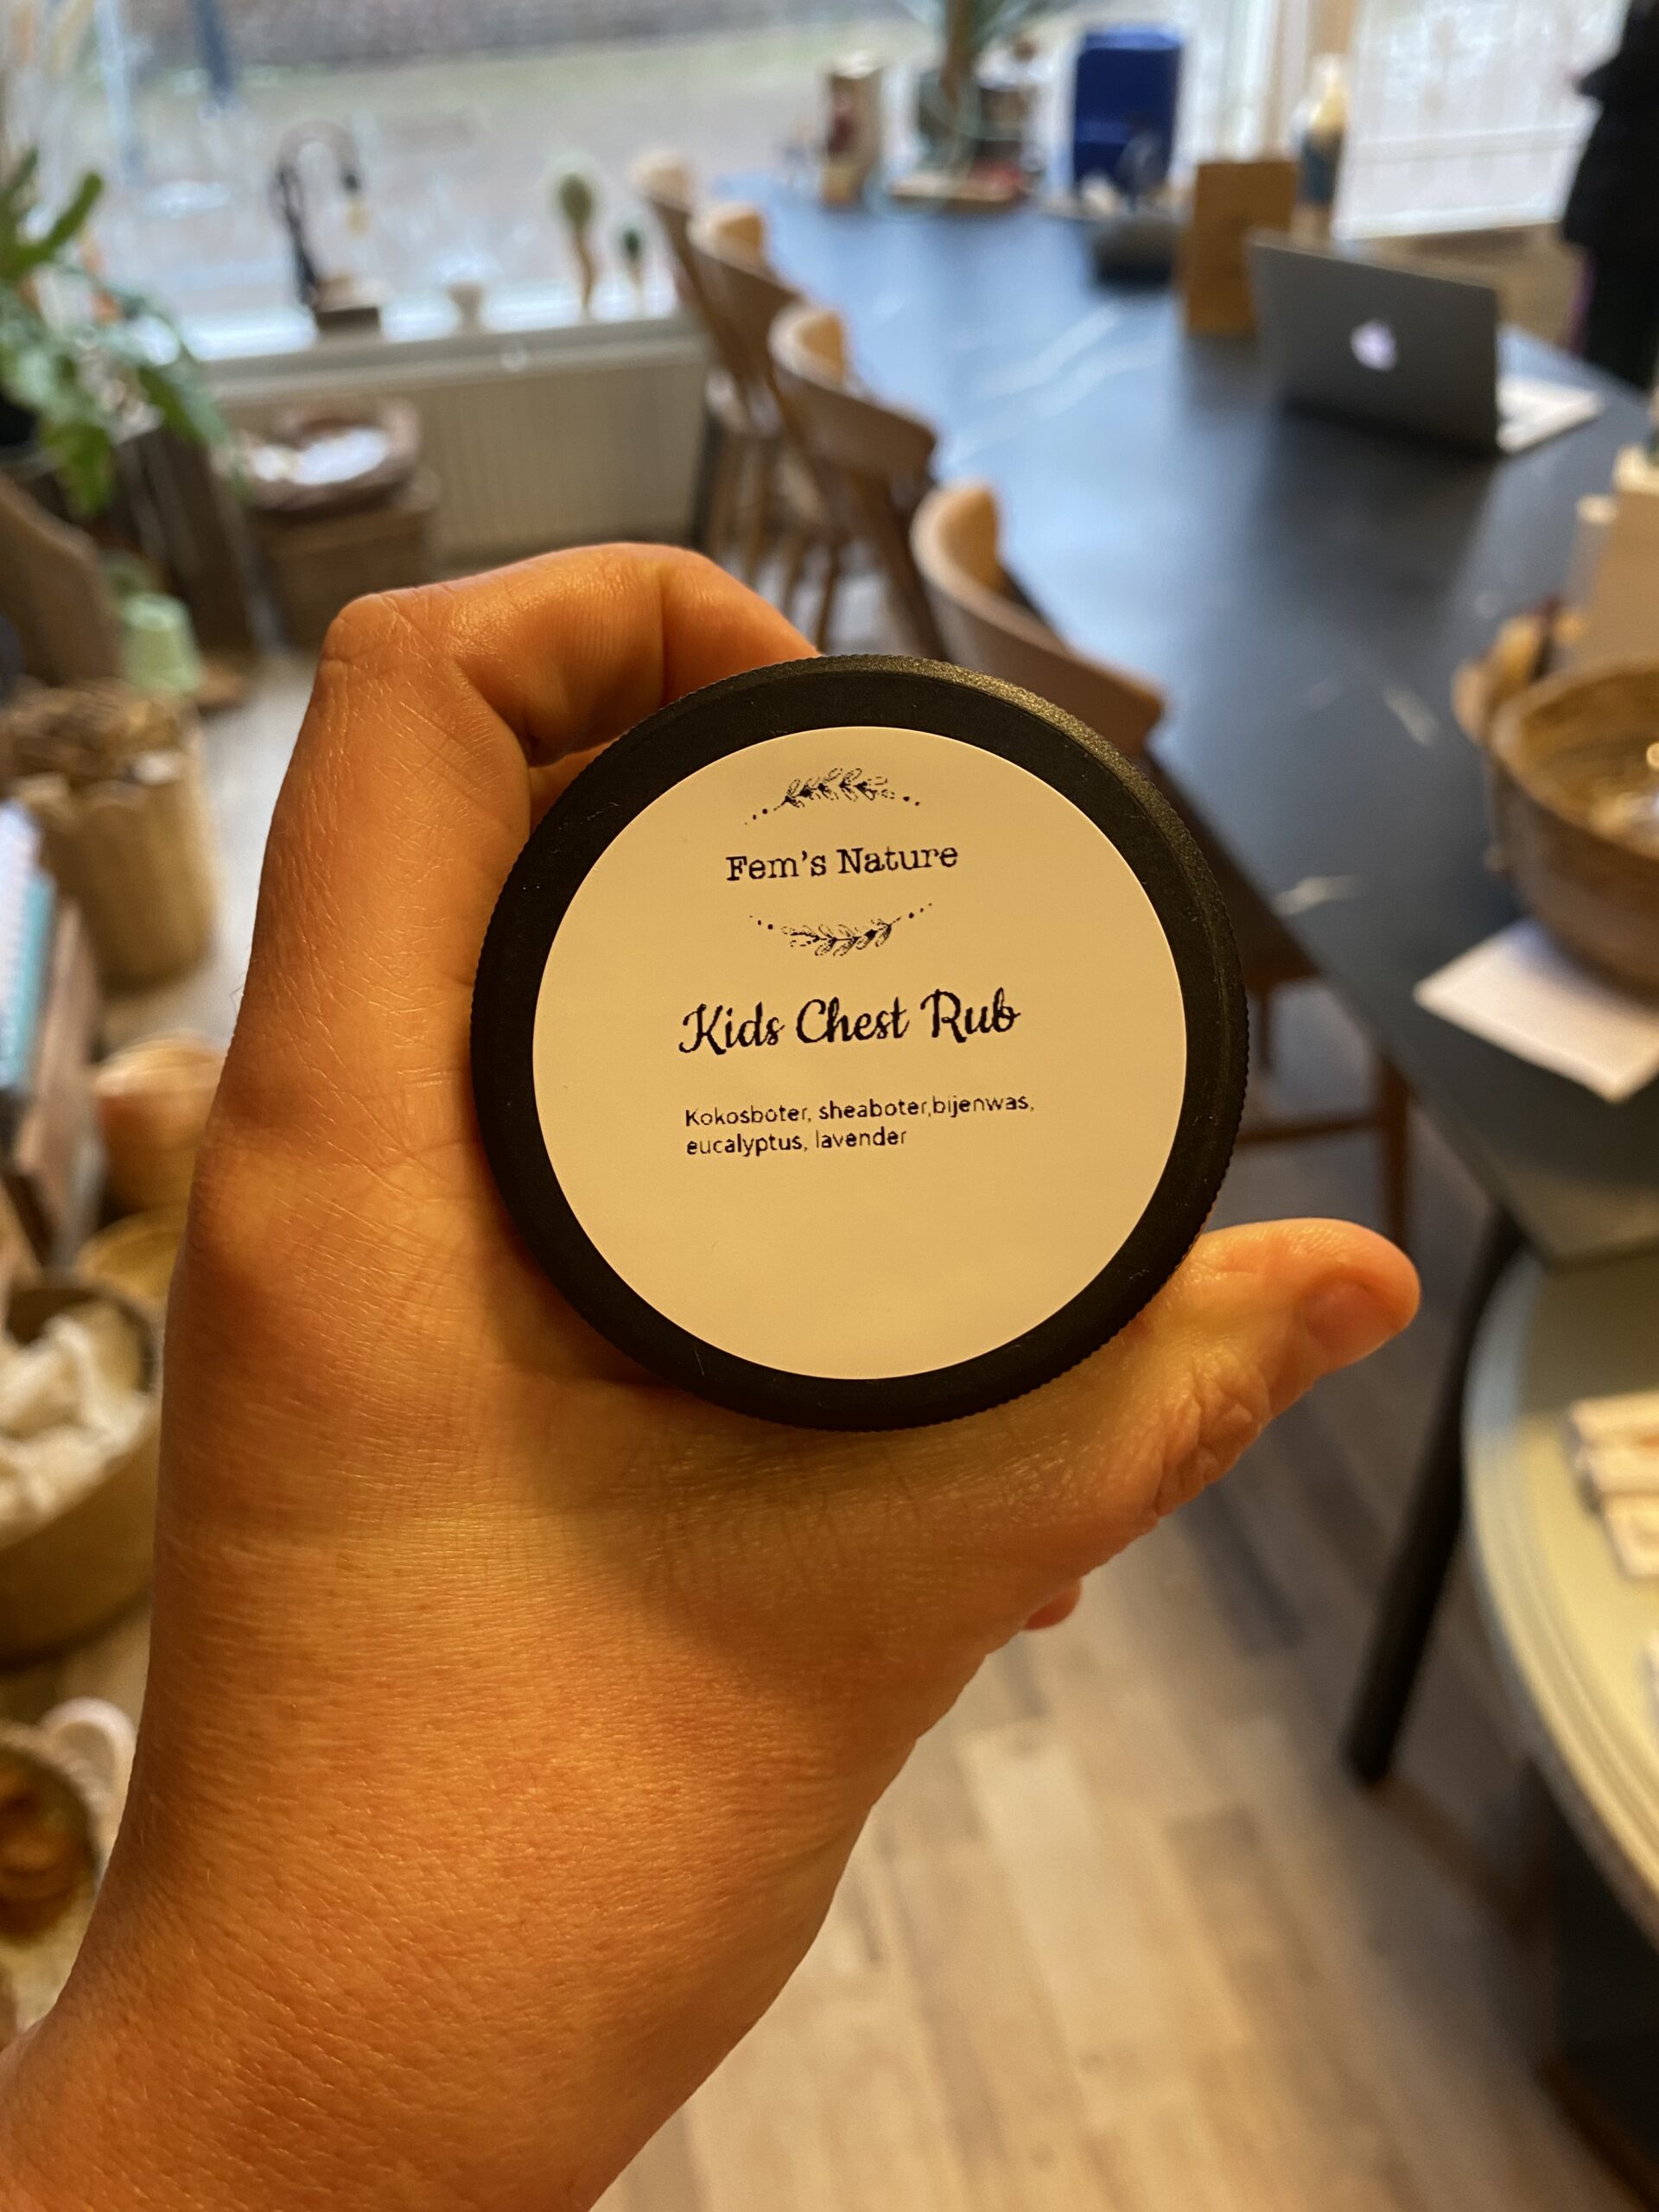 Fem's Nature
Kids Chest Rub
Kokosboter, sheaboter,bijenwas,
eucalyptus, lavender